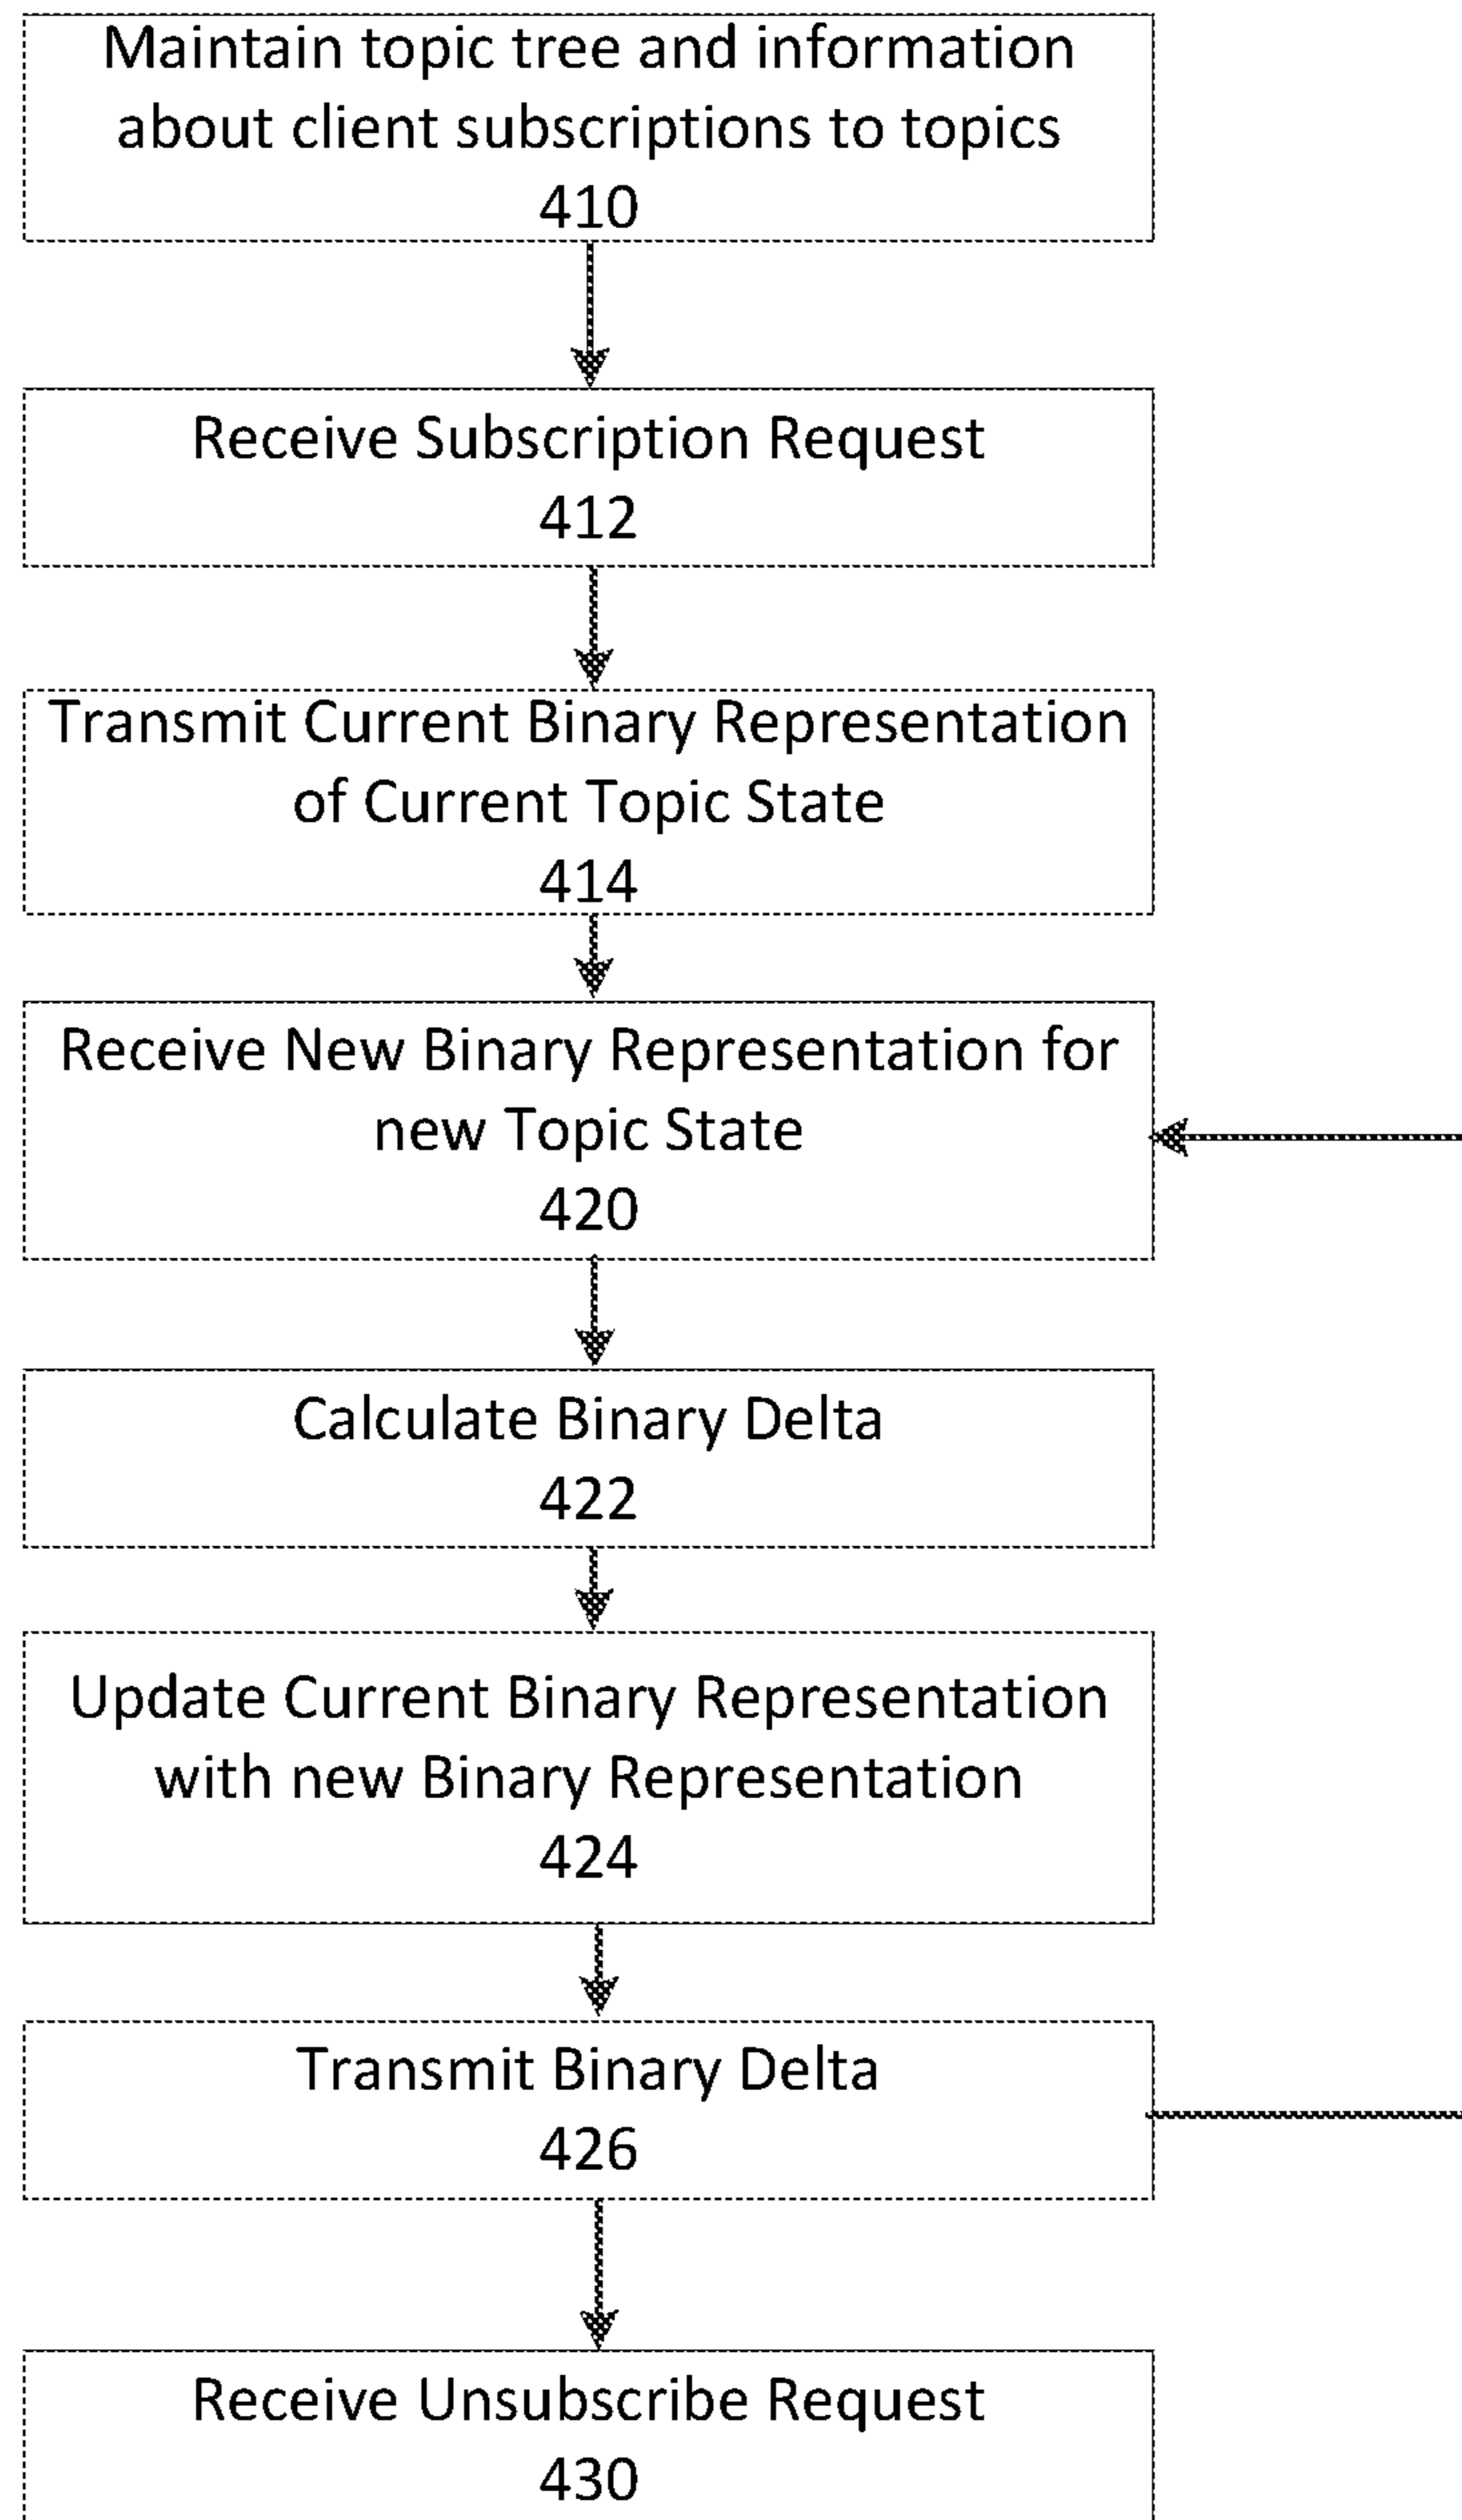 Maintain topic tree and information
about client subscriptions to topics
410
Receive Subscription Request
412
Transmit Current Binary Representation
of Current Topic State
414
Receive New Binary Representation for
new Topic State
420
Calculate Binary Delta
422
Update Current Binary Representation
with new Binary Representation
424
Transmit Binary Delta
426
Receive Unsubscribe Request
430